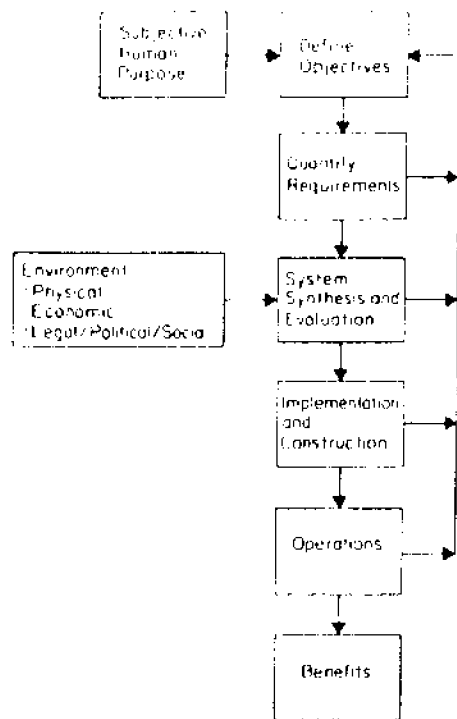 Subjective
Human
Purpose
Define
Objectives
Quantify
Requirements
Environment
·Physical
Economic
·Legal/Political/Social
System
Synthesis and
Evaluation
Implementation
and
Construction
Operations
Benefits